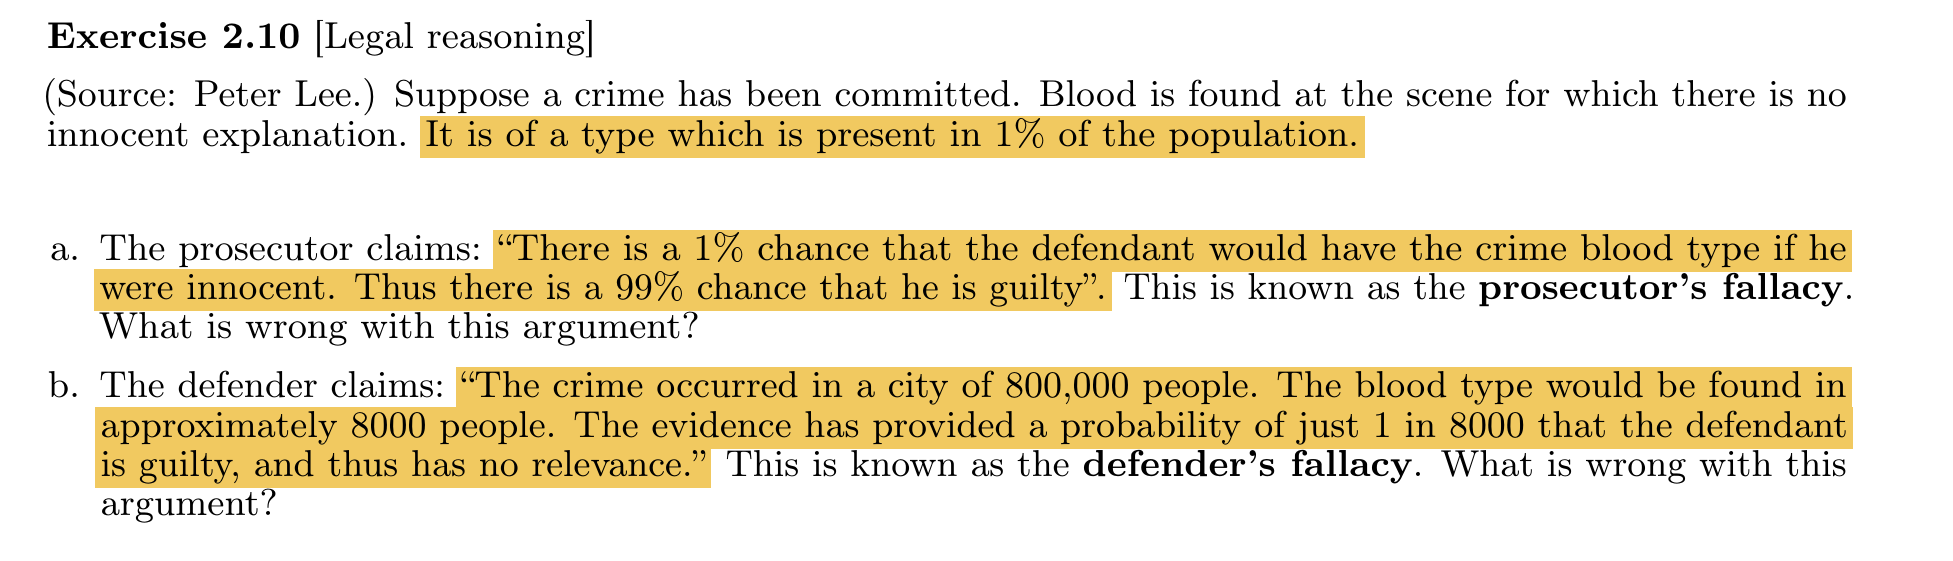 Exercise 2.10 [Legal reasoning]
(Source: Peter Lee.) Suppose a crime has been committed. Blood is found at the scene for which there is no
innocent explanation. It is of a type which is present in 1% of the population.
a. The prosecutor claims: “There is a 1% chance that the defendant would have the crime blood type if he
were innocent. Thus there is a 99% chance that he is guilty”. This is known as the prosecutor’s fallacy.
What is wrong with this argument?
b. The defender claims: “The crime occurred in a city of 800,000 people. The blood type would be found in
approximately 8000 people. The evidence has provided a probability of just 1 in 8000 that the defendant
is guilty, and thus has no relevance.” This is known as the defender’s fallacy. What is wrong with this
argument?